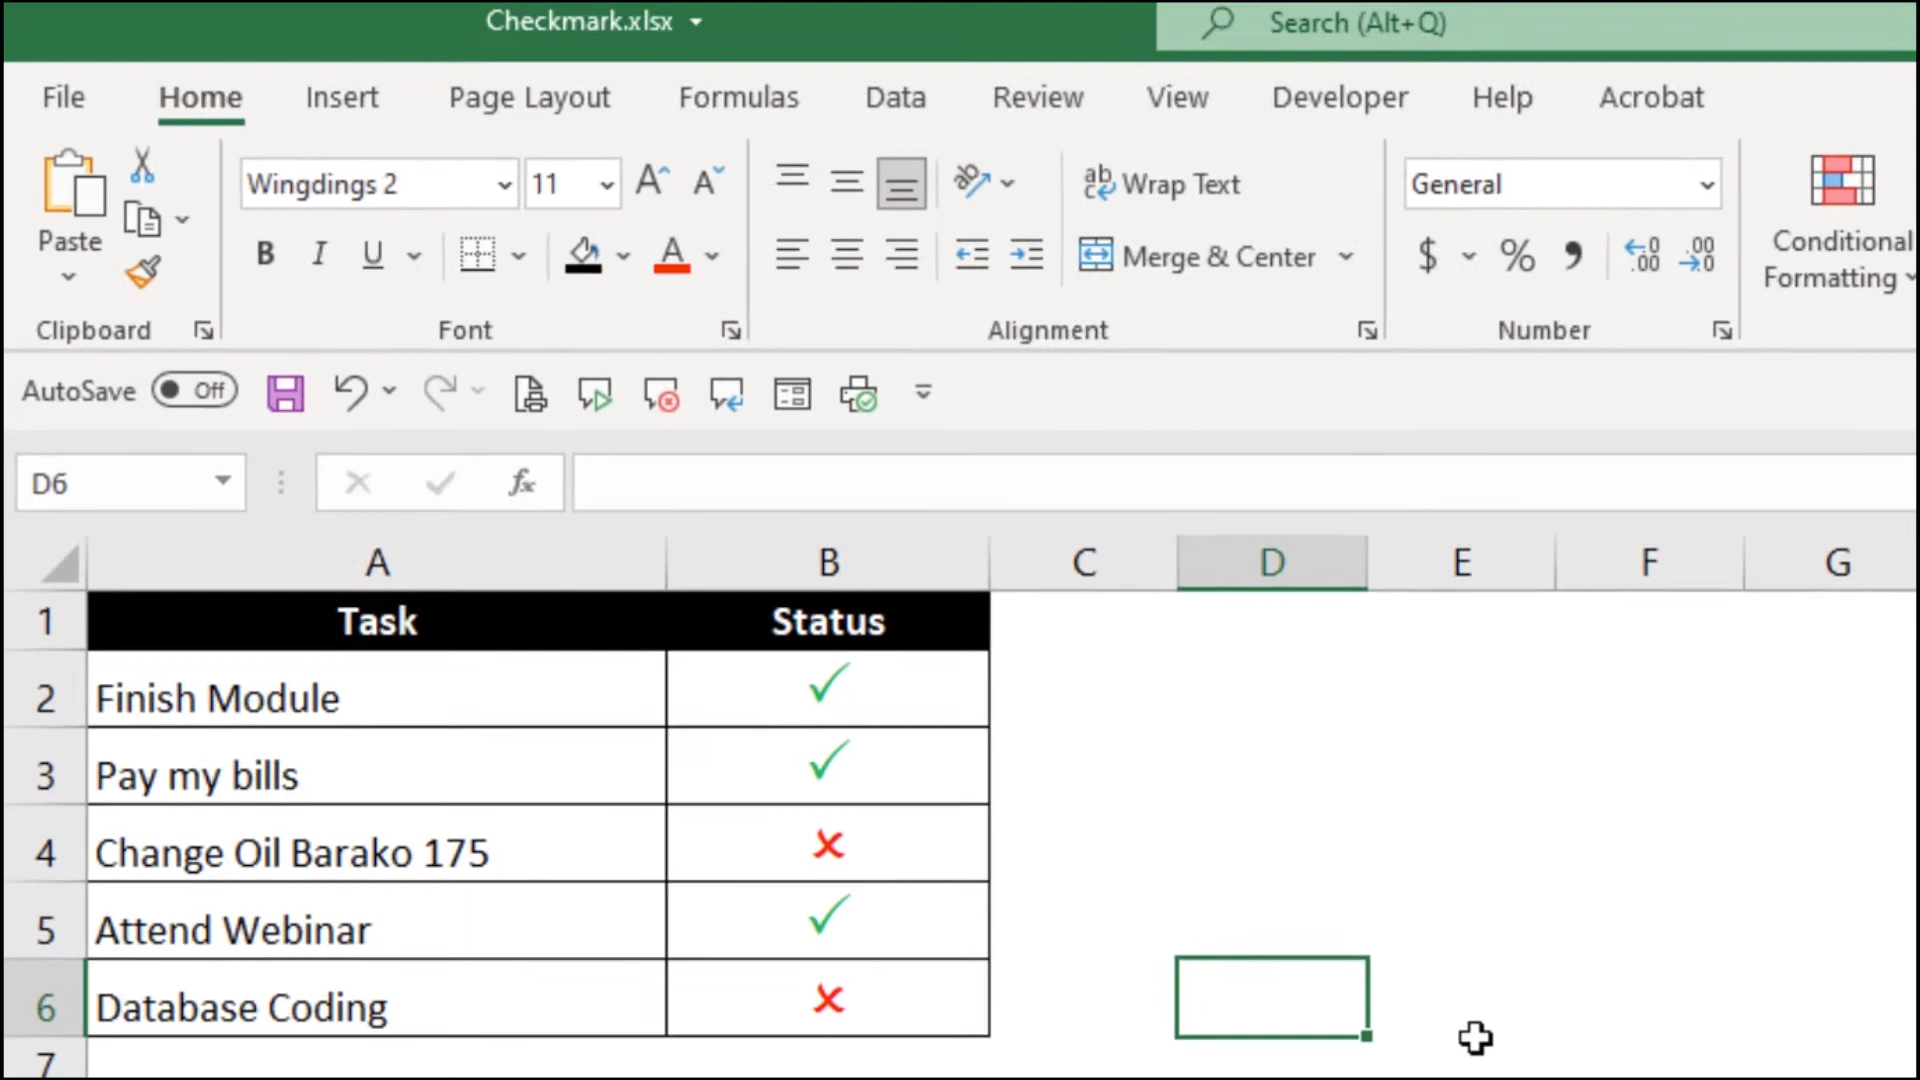 Checkmark.xlsx
Search (Alt+Q)
File Home Insert Page Layout Formulas Data Review View Developer Help Acrobat
Wingdings 2 11 A A ab Wrap Text General
Paste
B I U A Merge & Center $ % , Conditional Formatting
Clipboard Font Alignment Number
AutoSave Off
D6 fx
A B C D E F G
1 Task Status
2 Finish Module ✓
3 Pay my bills ✓
4 Change Oil Barako 175 ✗
5 Attend Webinar ✓
6 Database Coding ✗
7